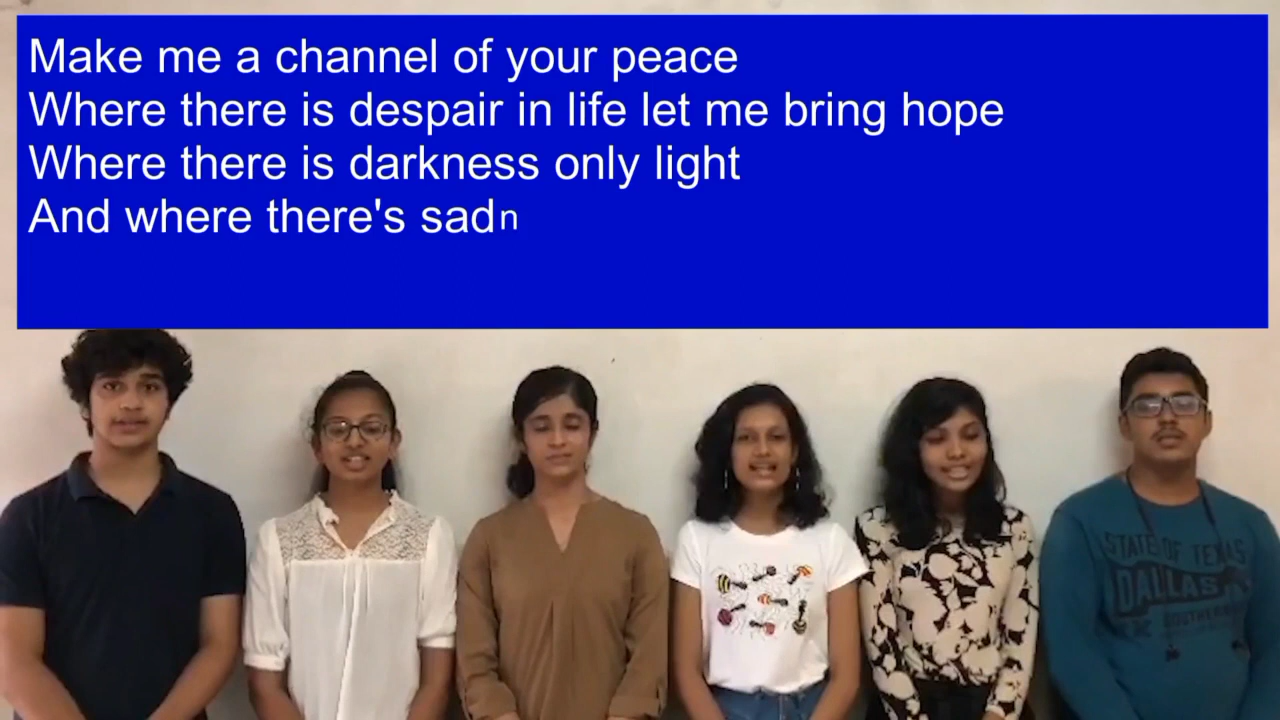 Make me a channel of your peace
Where there is despair in life let me bring hope
Where there is darkness only light
And where there's sadn
STATE OF TEXAS
DALLAS
SOUTHERN